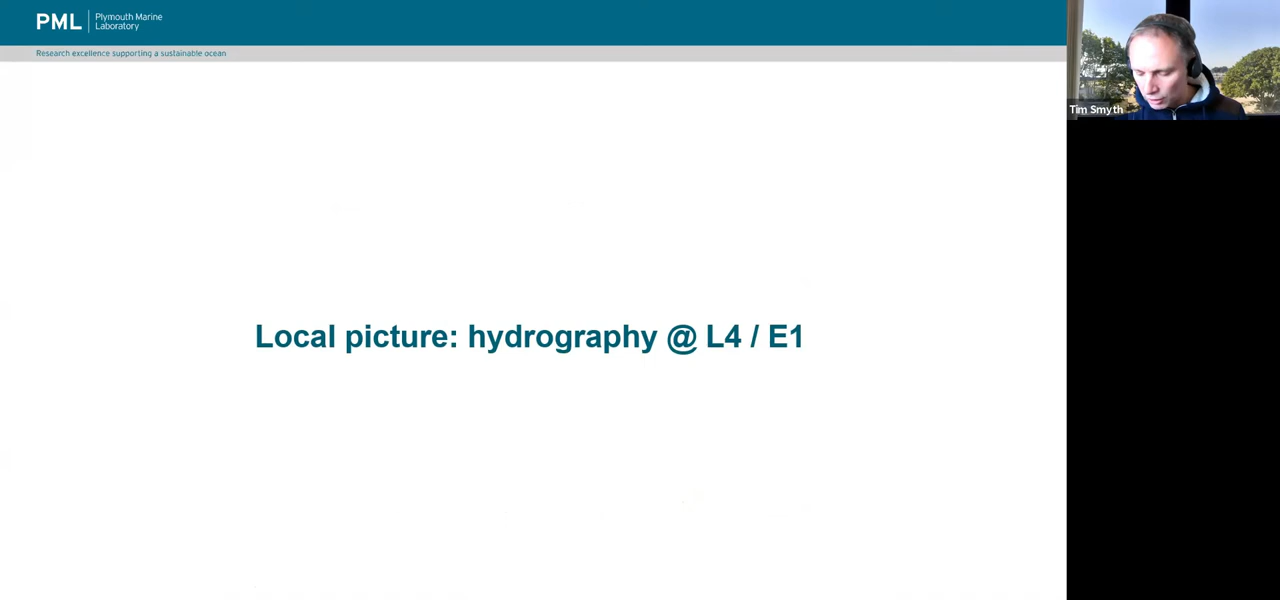 PML
Plymouth Marine
Laboratory
Research excellence supporting a sustainable ocean
Tim Smyth
Local picture: hydrography @ L4 / E1